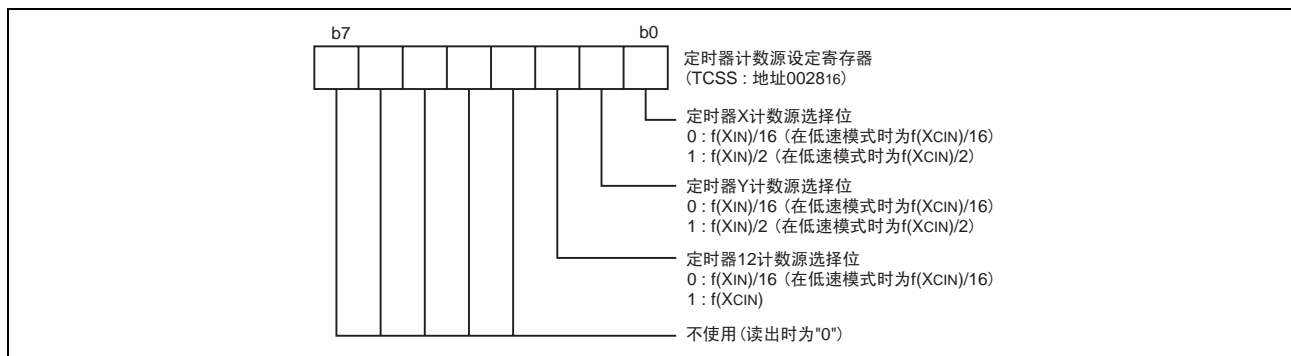 b7 b0
定时器计数源设定寄存器
(TCSS : 地址002816)
定时器X计数源选择位
0 : f(XIN)/16 (在低速模式时为f(XCIN)/16)
1 : f(XIN)/2 (在低速模式时为f(XCIN)/2)
定时器Y计数源选择位
0 : f(XIN)/16 (在低速模式时为f(XCIN)/16)
1 : f(XIN)/2 (在低速模式时为f(XCIN)/2)
定时器12计数源选择位
0 : f(XIN)/16 (在低速模式时为f(XCIN)/16)
1 : f(XCIN)
不使用(读出时为"0")